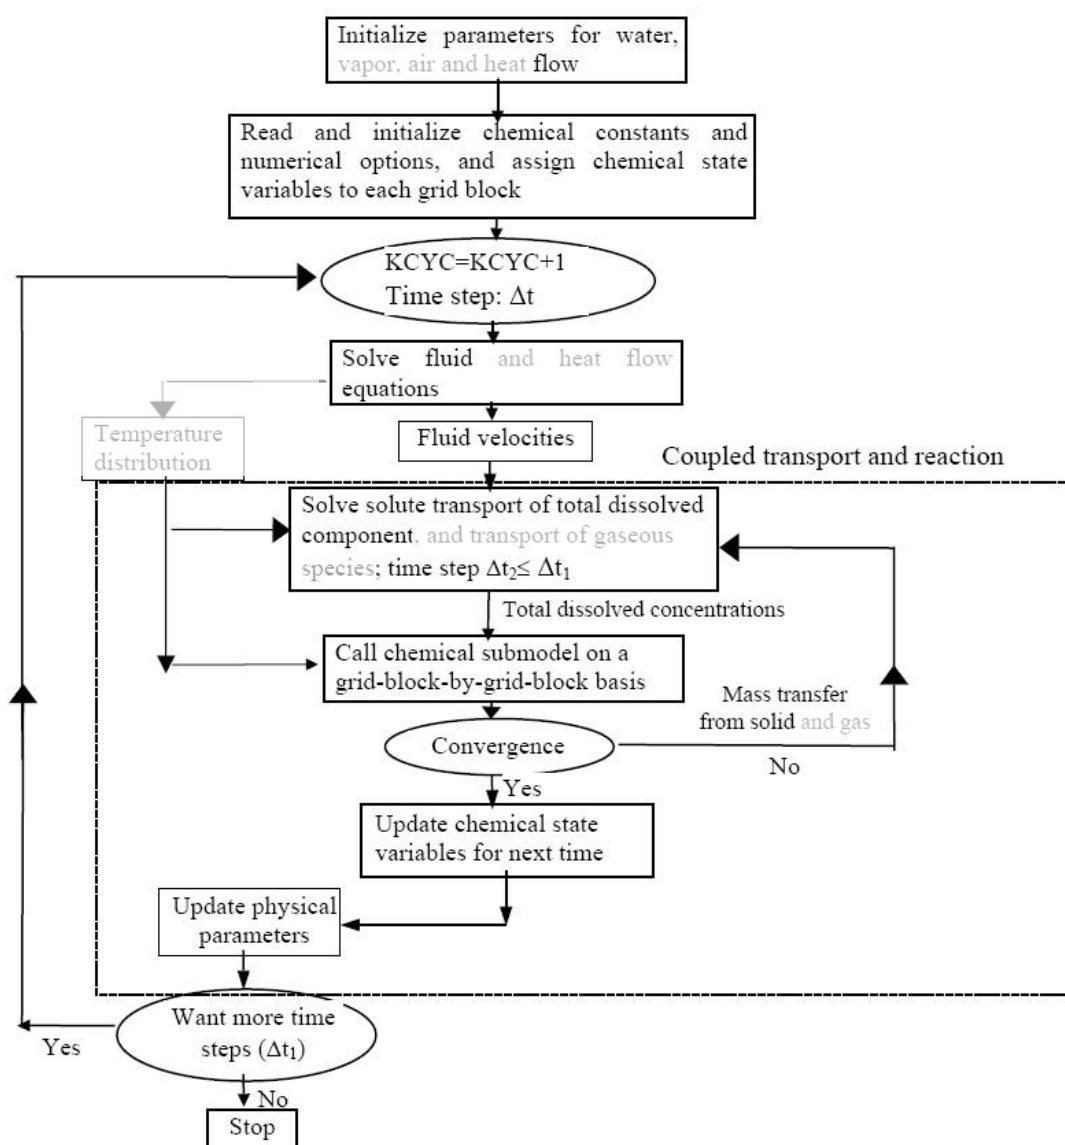 Initialize parameters for water,
vapor, air and heat flow
Read and initialize chemical constants and
numerical options, and assign chemical state
variables to each grid block
KCYC=KCYC+1
Time step: Δt
Solve fluid and heat flow
equations
Temperature
distribution
Fluid velocities
Coupled transport and reaction
Solve solute transport of total dissolved
component, and transport of gaseous
species; time step Δt₂≤ Δt₁
Total dissolved concentrations
Call chemical submodel on a
grid-block-by-grid-block basis
Mass transfer
from solid and gas
Convergence
No
Yes
Update chemical state
variables for next time
Update physical
parameters
Want more time
steps (Δt₁)
Yes
No
Stop